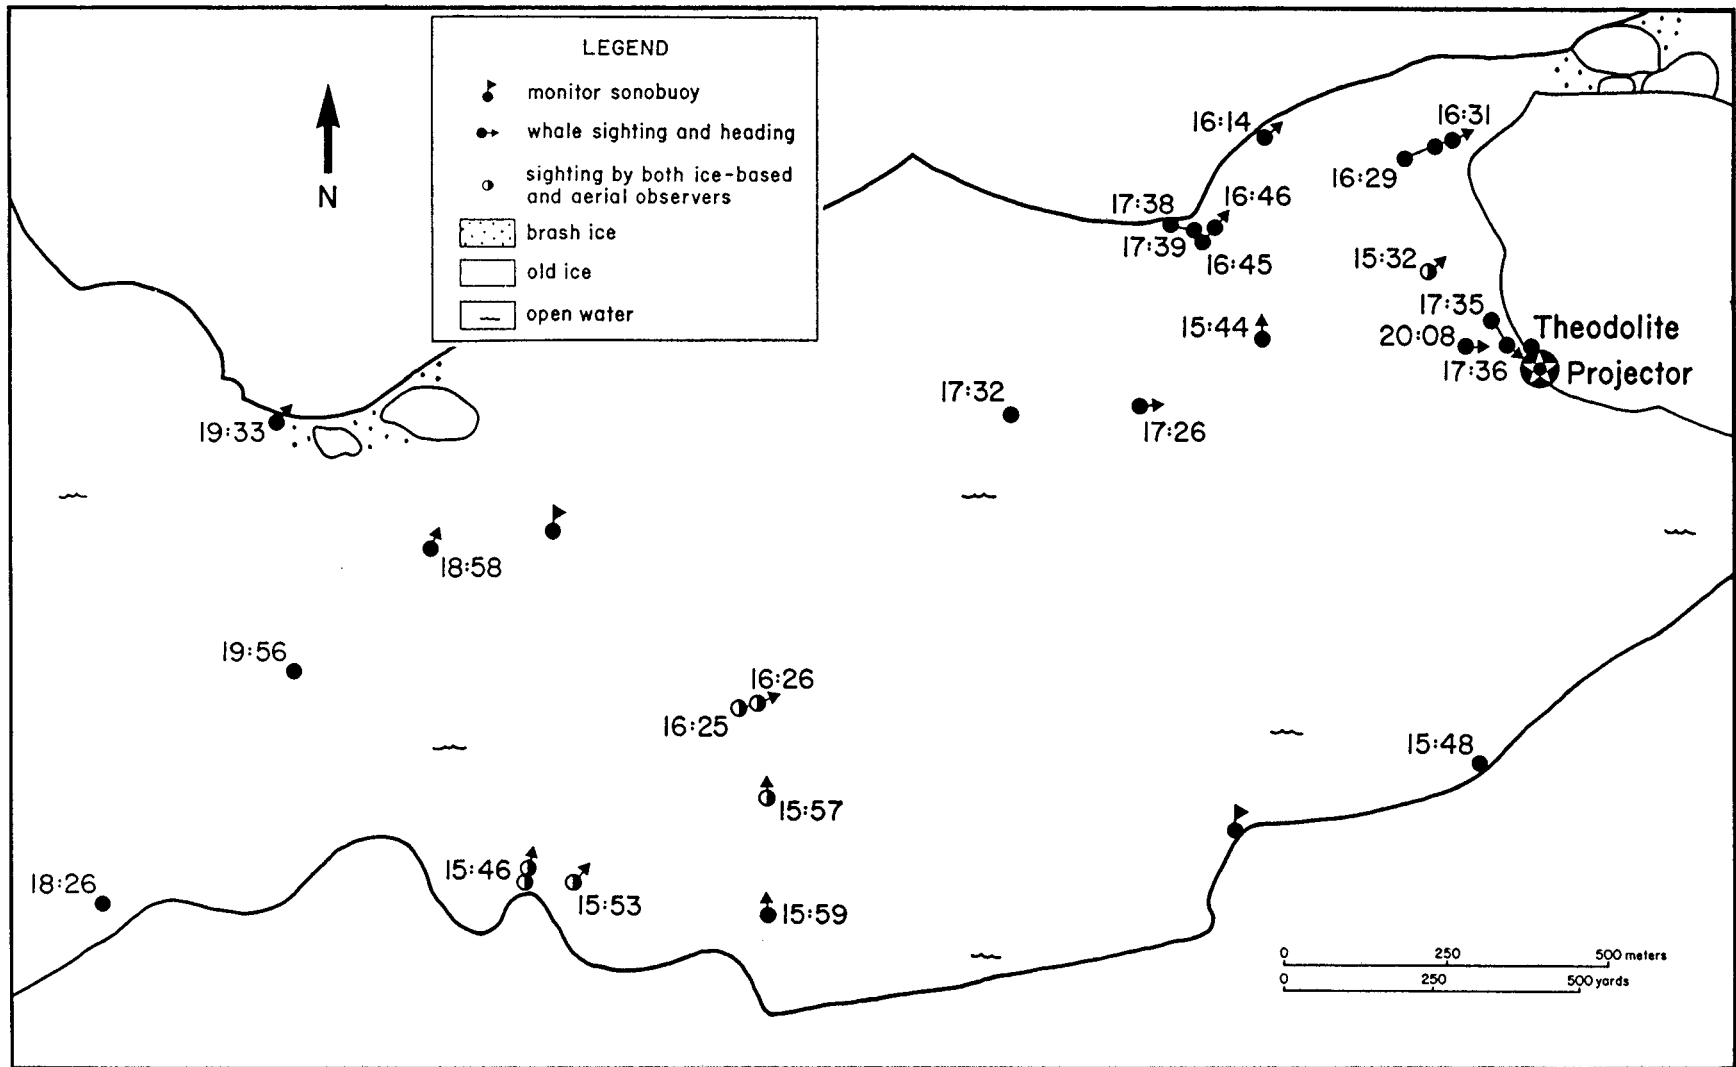 LEGEND
monitor sonobuoy
whale sighting and heading
sighting by both ice-based
and aerial observers
brash ice
old ice
open water
N
16:14
16:31
16:29
17:38
16:46
17:39
16:45
15:32
17:35
15:44
20:08
Theodolite
17:36
Projector
17:32
17:26
19:33
18:58
19:56
16:26
16:25
15:48
15:57
15:46
18:26
15:53
15:59
0 250 500 meters
0 250 500 yards